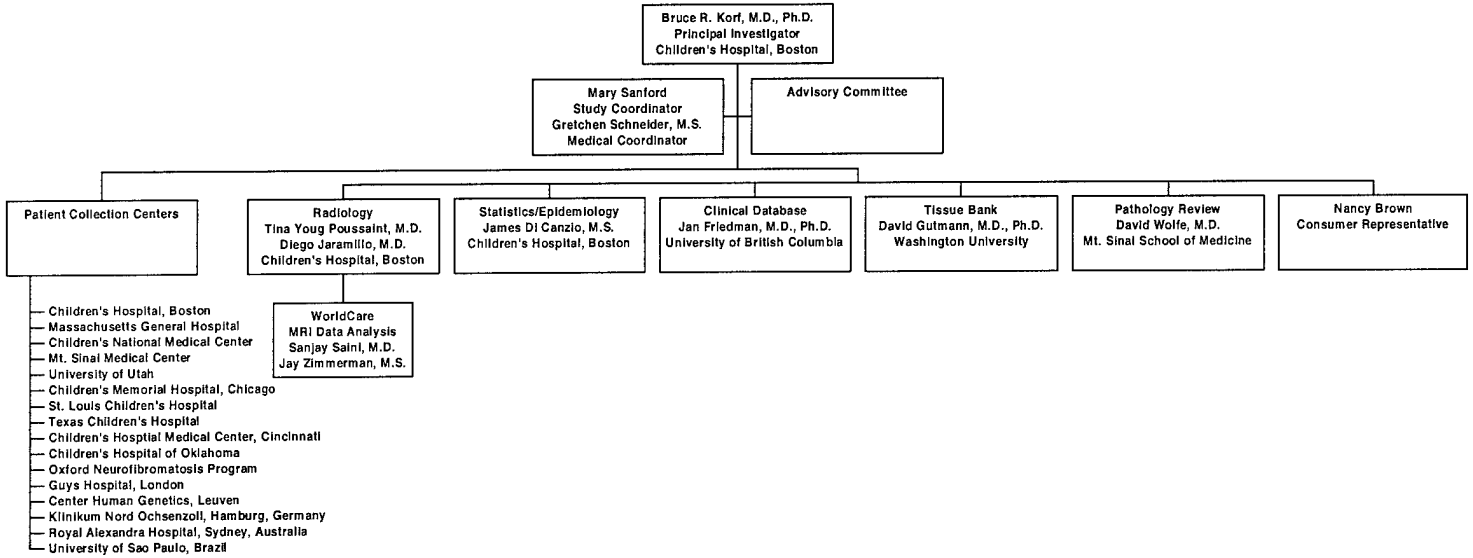 Bruce R. Korf, M.D., Ph.D.
Principal Investigator
Children's Hospital, Boston
Mary Sanford
Study Coordinator
Gretchen Schneider, M.S.
Medical Coordinator
Advisory Committee
Patient Collection Centers
Radiology
Tina Youg Poussaint, M.D.
Diego Jaramillo, M.D.
Children's Hospital, Boston
Statistics/Epidemiology
James Di Canzio, M.S.
Children's Hospital, Boston
Clinical Database
Jan Friedman, M.D., Ph.D.
University of British Columbia
Tissue Bank
David Gutmann, M.D., Ph.D.
Washington University
Pathology Review
David Wolfe, M.D.
Mt. Sinai School of Medicine
Nancy Brown
Consumer Representative
WorldCare
MRI Data Analysis
Sanjay Saini, M.D.
Jay Zimmerman, M.S.
Children's Hospital, Boston
Massachusetts General Hospital
Children's National Medical Center
Mt. Sinai Medical Center
University of Utah
Children's Memorial Hospital, Chicago
St. Louis Children's Hospital
Texas Children's Hospital
Children's Hosptial Medical Center, Cincinnati
Children's Hospital of Oklahoma
Oxford Neurofibromatosis Program
Guys Hospital, London
Center Human Genetics, Leuven
Klinikum Nord Ochsenzoll, Hamburg, Germany
Royal Alexandra Hospital, Sydney, Australia
University of Sao Paulo, Brazil